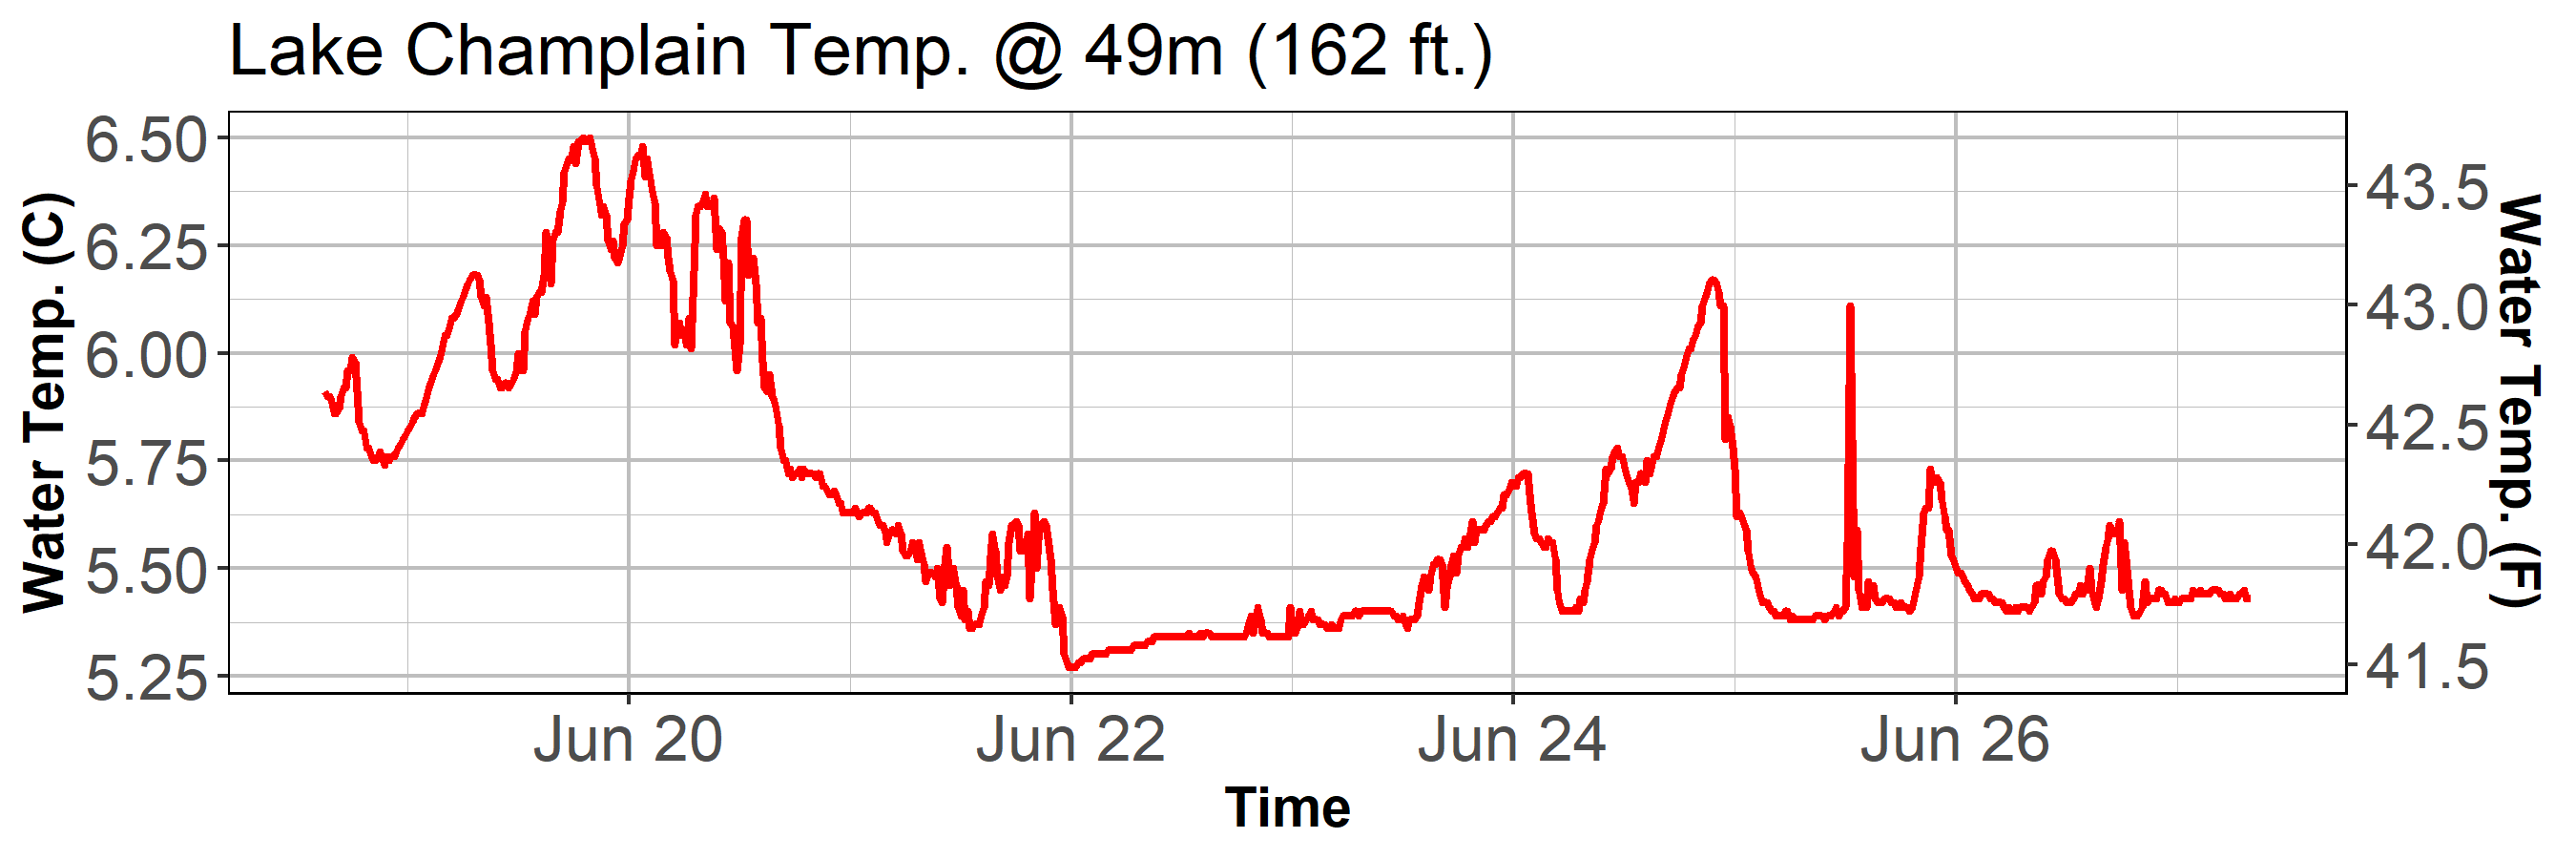 Lake Champlain Temp. @ 49m (162 ft.)
Water Temp. (C)
6.50
6.25
6.00
5.75
5.50
5.25
43.5
43.0
42.5
42.0
41.5
Water Temp. (F)
Jun 20
Jun 22
Jun 24
Jun 26
Time